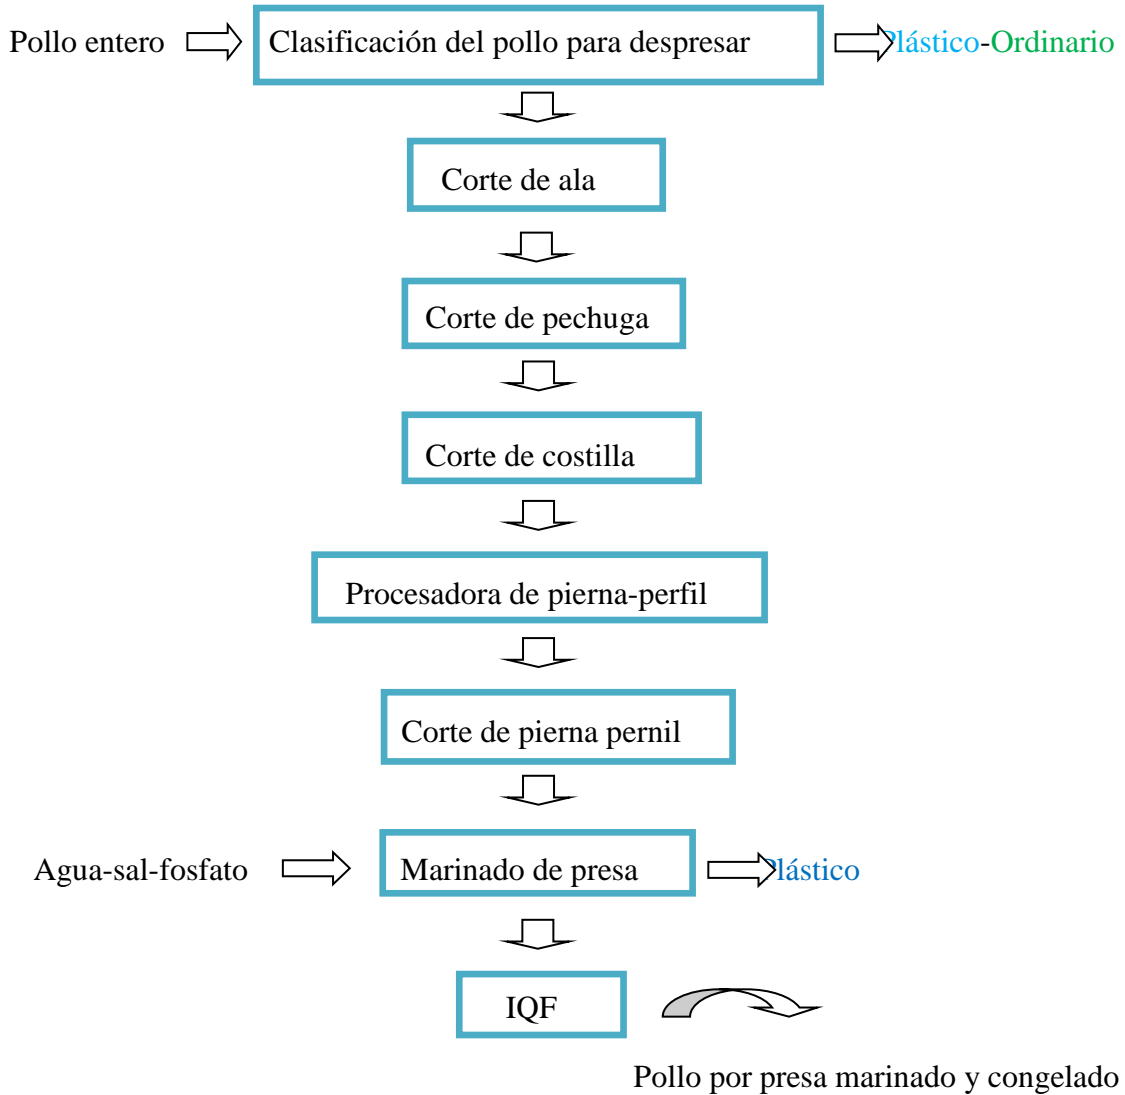 Pollo entero
Clasificación del pollo para despresar
Plástico-Ordinario
Corte de ala
Corte de pechuga
Corte de costilla
Procesadora de pierna-perfil
Corte de pierna pernil
Agua-sal-fosfato
Marinado de presa
Plástico
IQF
Pollo por presa marinado y congelado